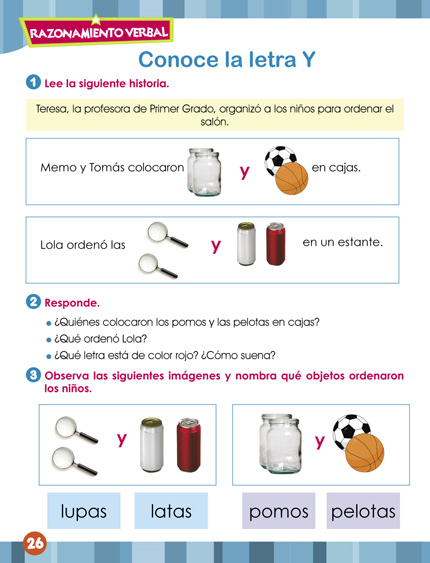 RAZONAMIENTO VERBAL
Conoce la letra Y
1 Lee la siguiente historia.
Teresa, la profesora de Primer Grado, organizó a los niños para ordenar el
salón.
Memo y Tomás colocaron y en cajas.
Lola ordenó las y en un estante.
2 Responde.
• ¿Quiénes colocaron los pomos y las pelotas en cajas?
• ¿Qué ordenó Lola?
• ¿Qué letra está de color rojo? ¿Cómo suena?
3 Observa las siguientes imágenes y nombra qué objetos ordenaron
los niños.
y y
lupas latas pomos pelotas
26